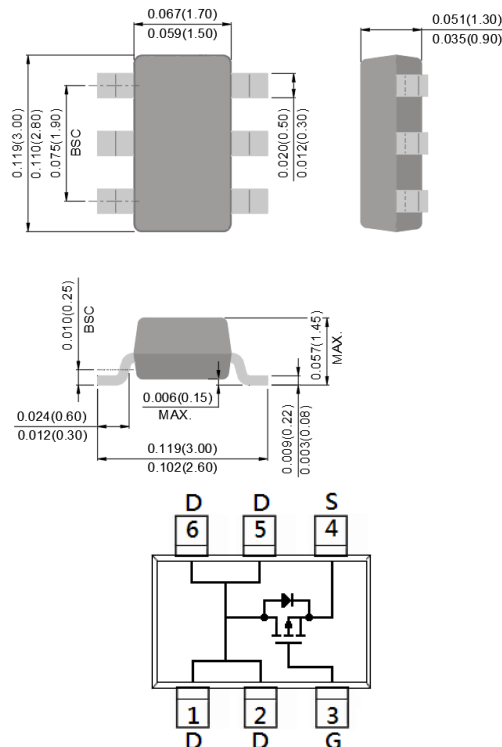 0.067(1.70)
0.059(1.50)
0.051(1.30)
0.035(0.90)
0.119(3.00)
0.110(2.80)
0.075(1.90)
BSC
0.020(0.50)
0.012(0.30)
0.010(0.25)
BSC
0.057(1.45)
MAX.
0.006(0.15)
MAX.
0.024(0.60)
0.012(0.30)
0.009(0.22)
0.003(0.08)
0.119(3.00)
0.102(2.60)
D D S
6 5 4
1 2 3
D D G